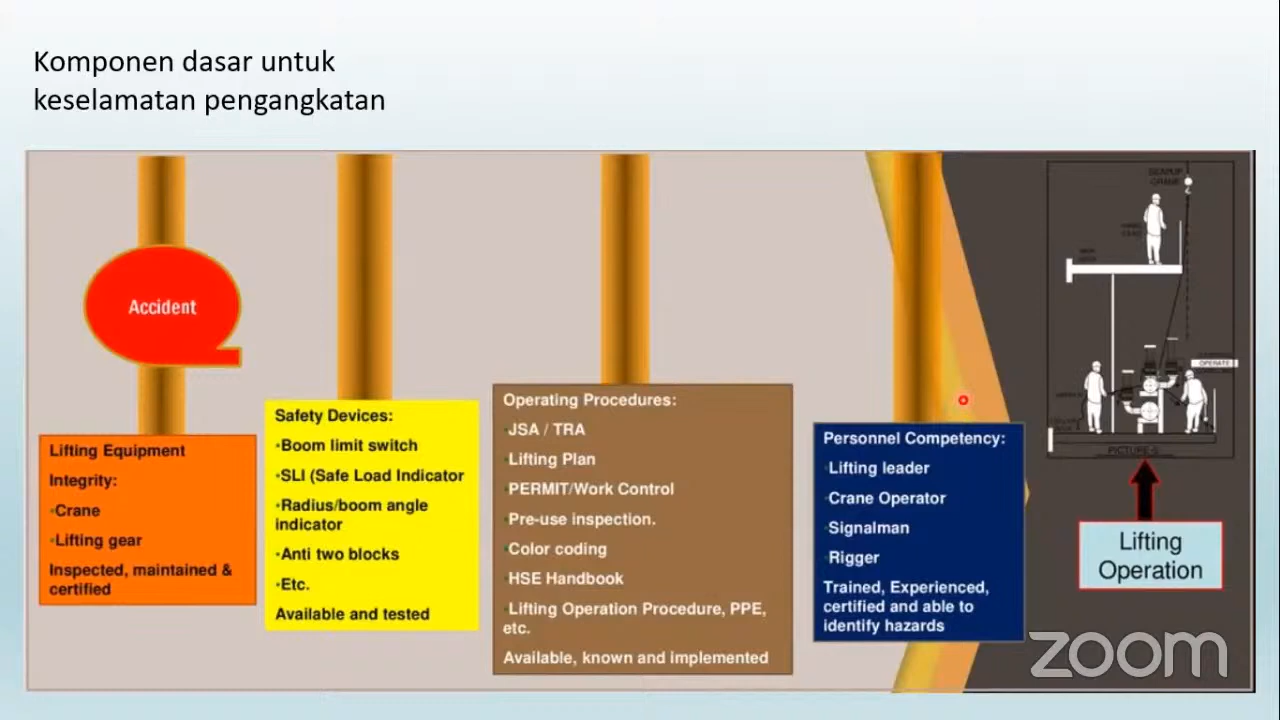 Komponen dasar untuk
keselamatan pengangkatan
Accident
Lifting Equipment
Integrity:
•Crane
•Lifting gear
Inspected, maintained &
certified
Safety Devices:
•Boom limit switch
•SLI (Safe Load Indicator
•Radius/boom angle
indicator
•Anti two blocks
•Etc.
Available and tested
Operating Procedures:
•JSA / TRA
•Lifting Plan
•PERMIT/Work Control
•Pre-use inspection.
•Color coding
•HSE Handbook
•Lifting Operation Procedure, PPE,
etc.
Available, known and implemented
Personnel Competency:
•Lifting leader
•Crane Operator
•Signalman
•Rigger
Trained, Experienced,
certified and able to
identify hazards
OPERATE
Lifting
Operation
zoom